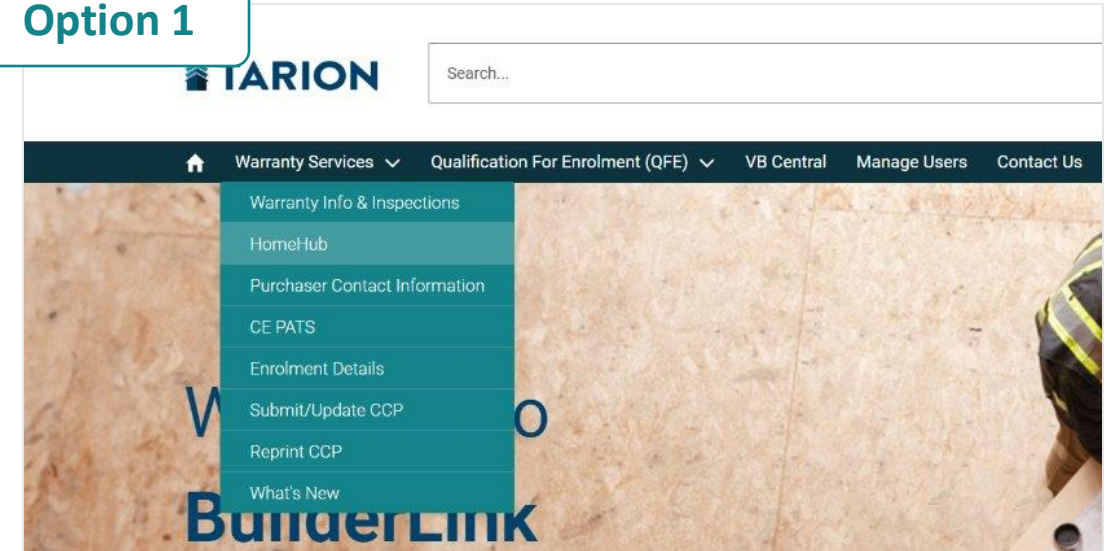 Option 1
TARION
Search...
Warranty Services Qualification For Enrolment (QFE) VB Central Manage Users Contact Us
Warranty Info & Inspections
HomeHub
Purchaser Contact Information
CE PATS
Enrolment Details
Submit/Update CCP
Reprint CCP
What's New
BuilderLink